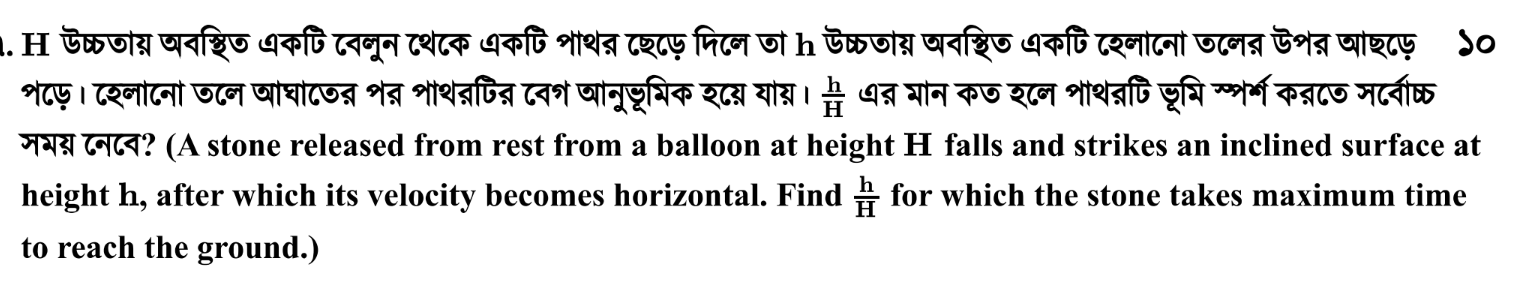 . H উচ্চতায় অবস্থিত একটি বেলুন থেকে একটি পাথর ছেড়ে দিলে তা h উচ্চতায় অবস্থিত একটি হেলানো তলের উপর আছড়ে ১০
পড়ে। হেলানো তলে আঘাতের পর পাথরটির বেগ আনুভূমিক হয়ে যায়। h/H এর মান কত হলে পাথরটি ভূমি স্পর্শ করতে সর্বোচ্চ
সময় নেবে? (A stone released from rest from a balloon at height H falls and strikes an inclined surface at
height h, after which its velocity becomes horizontal. Find h/H for which the stone takes maximum time
to reach the ground.)